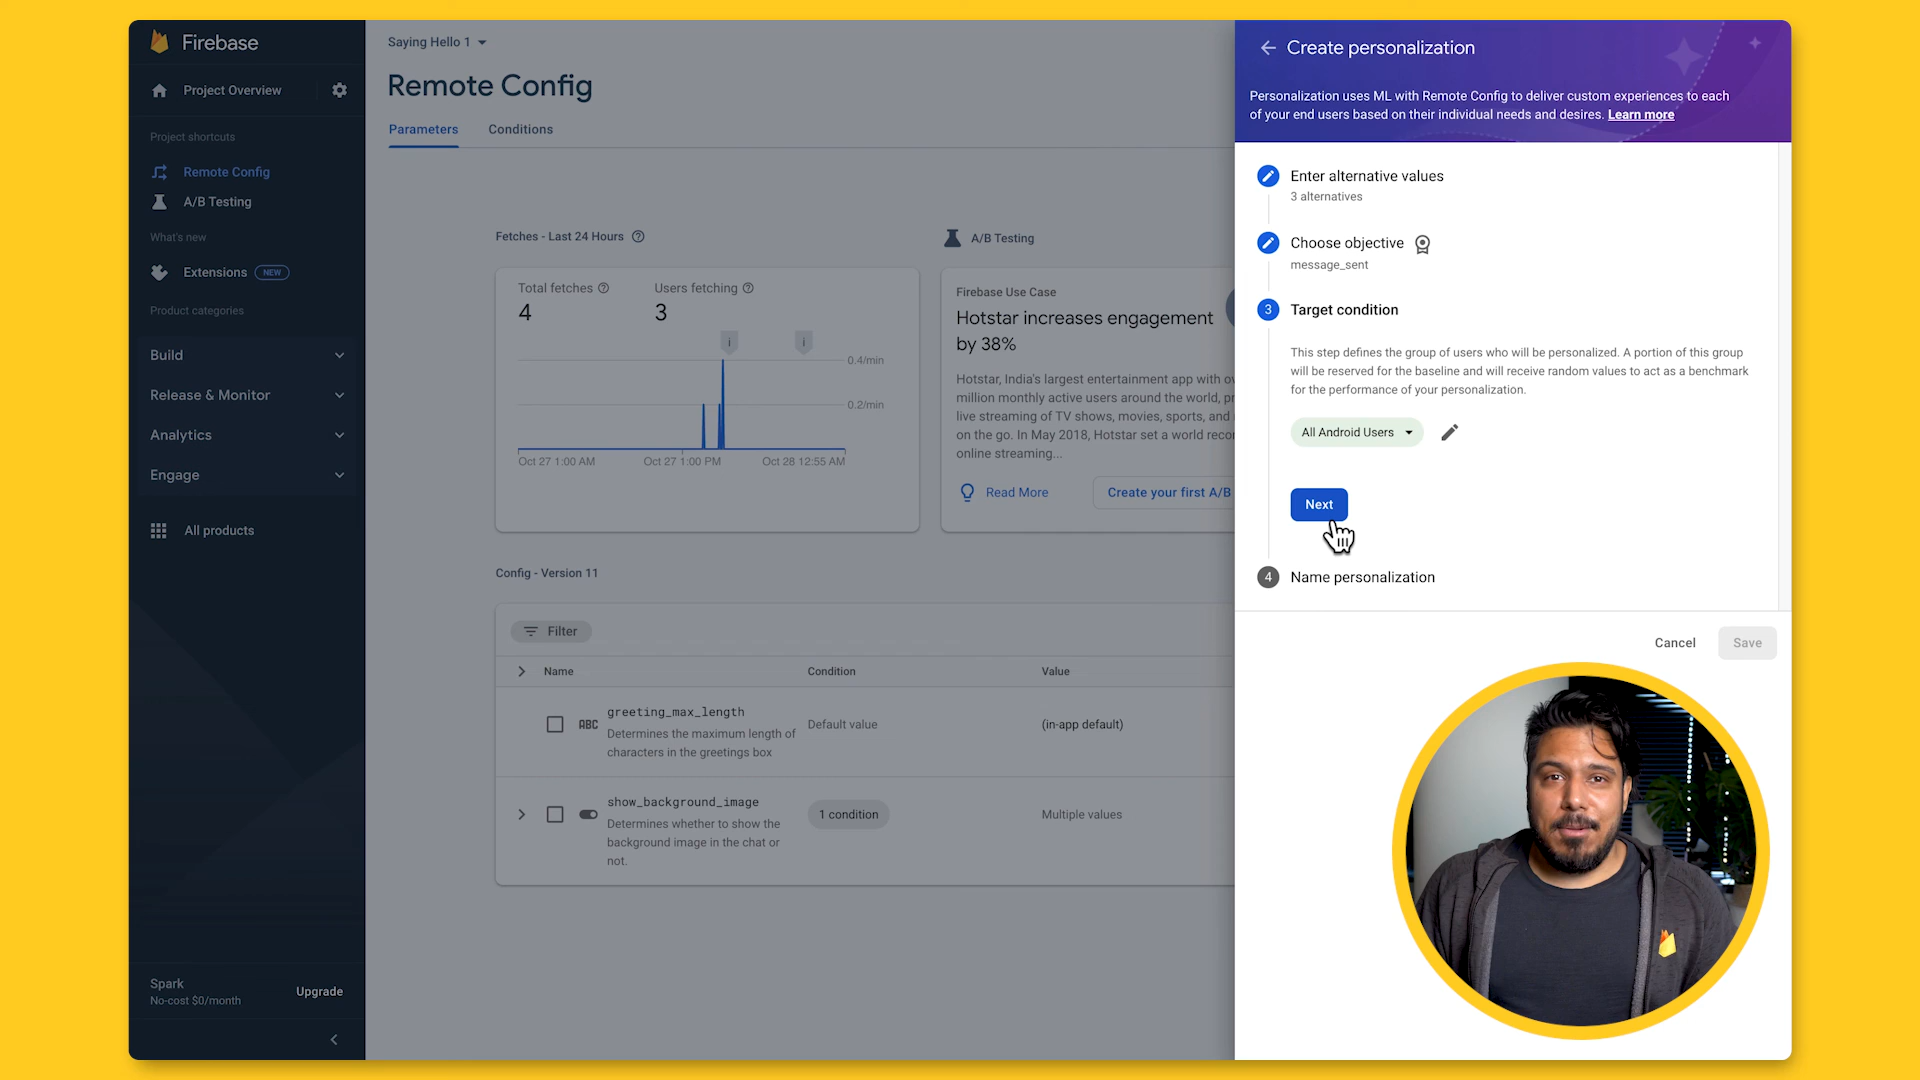 Firebase
Project Overview
Project shortcuts
Remote Config
A/B Testing
What's new
Extensions NEW
Product categories
Build
Release & Monitor
Analytics
Engage
All products
Spark
No-cost $0/month
Upgrade
Saying Hello 1
Remote Config
Parameters Conditions
Fetches - Last 24 Hours
Total fetches
4
Users fetching
3
0.4/min
0.2/min
Oct 27 1:00 AM Oct 27 1:00 PM Oct 28 12:55 AM
A/B Testing
Firebase Use Case
Hotstar increases engagement
by 38%
Hotstar, India's largest entertainment app with
million monthly active users around the world,
live streaming of TV shows, movies, sports, and
on the go. In May 2018, Hotstar set a world
online streaming...
Read More Create your first A/B
Config - Version 11
Filter
Name Condition Value
ABC greeting_max_length
Determines the maximum length of
characters in the greetings box
Default value (in-app default)
show_background_image
Determines whether to show the
background image in the chat or
not.
1 condition Multiple values
Create personalization
Personalization uses ML with Remote Config to deliver custom experiences to each
of your end users based on their individual needs and desires. Learn more
Enter alternative values
3 alternatives
Choose objective
message_sent
3 Target condition
This step defines the group of users who will be personalized. A portion of this group
will be reserved for the baseline and will receive random values to act as a benchmark
for the performance of your personalization.
All Android Users
Next
4 Name personalization
Cancel Save